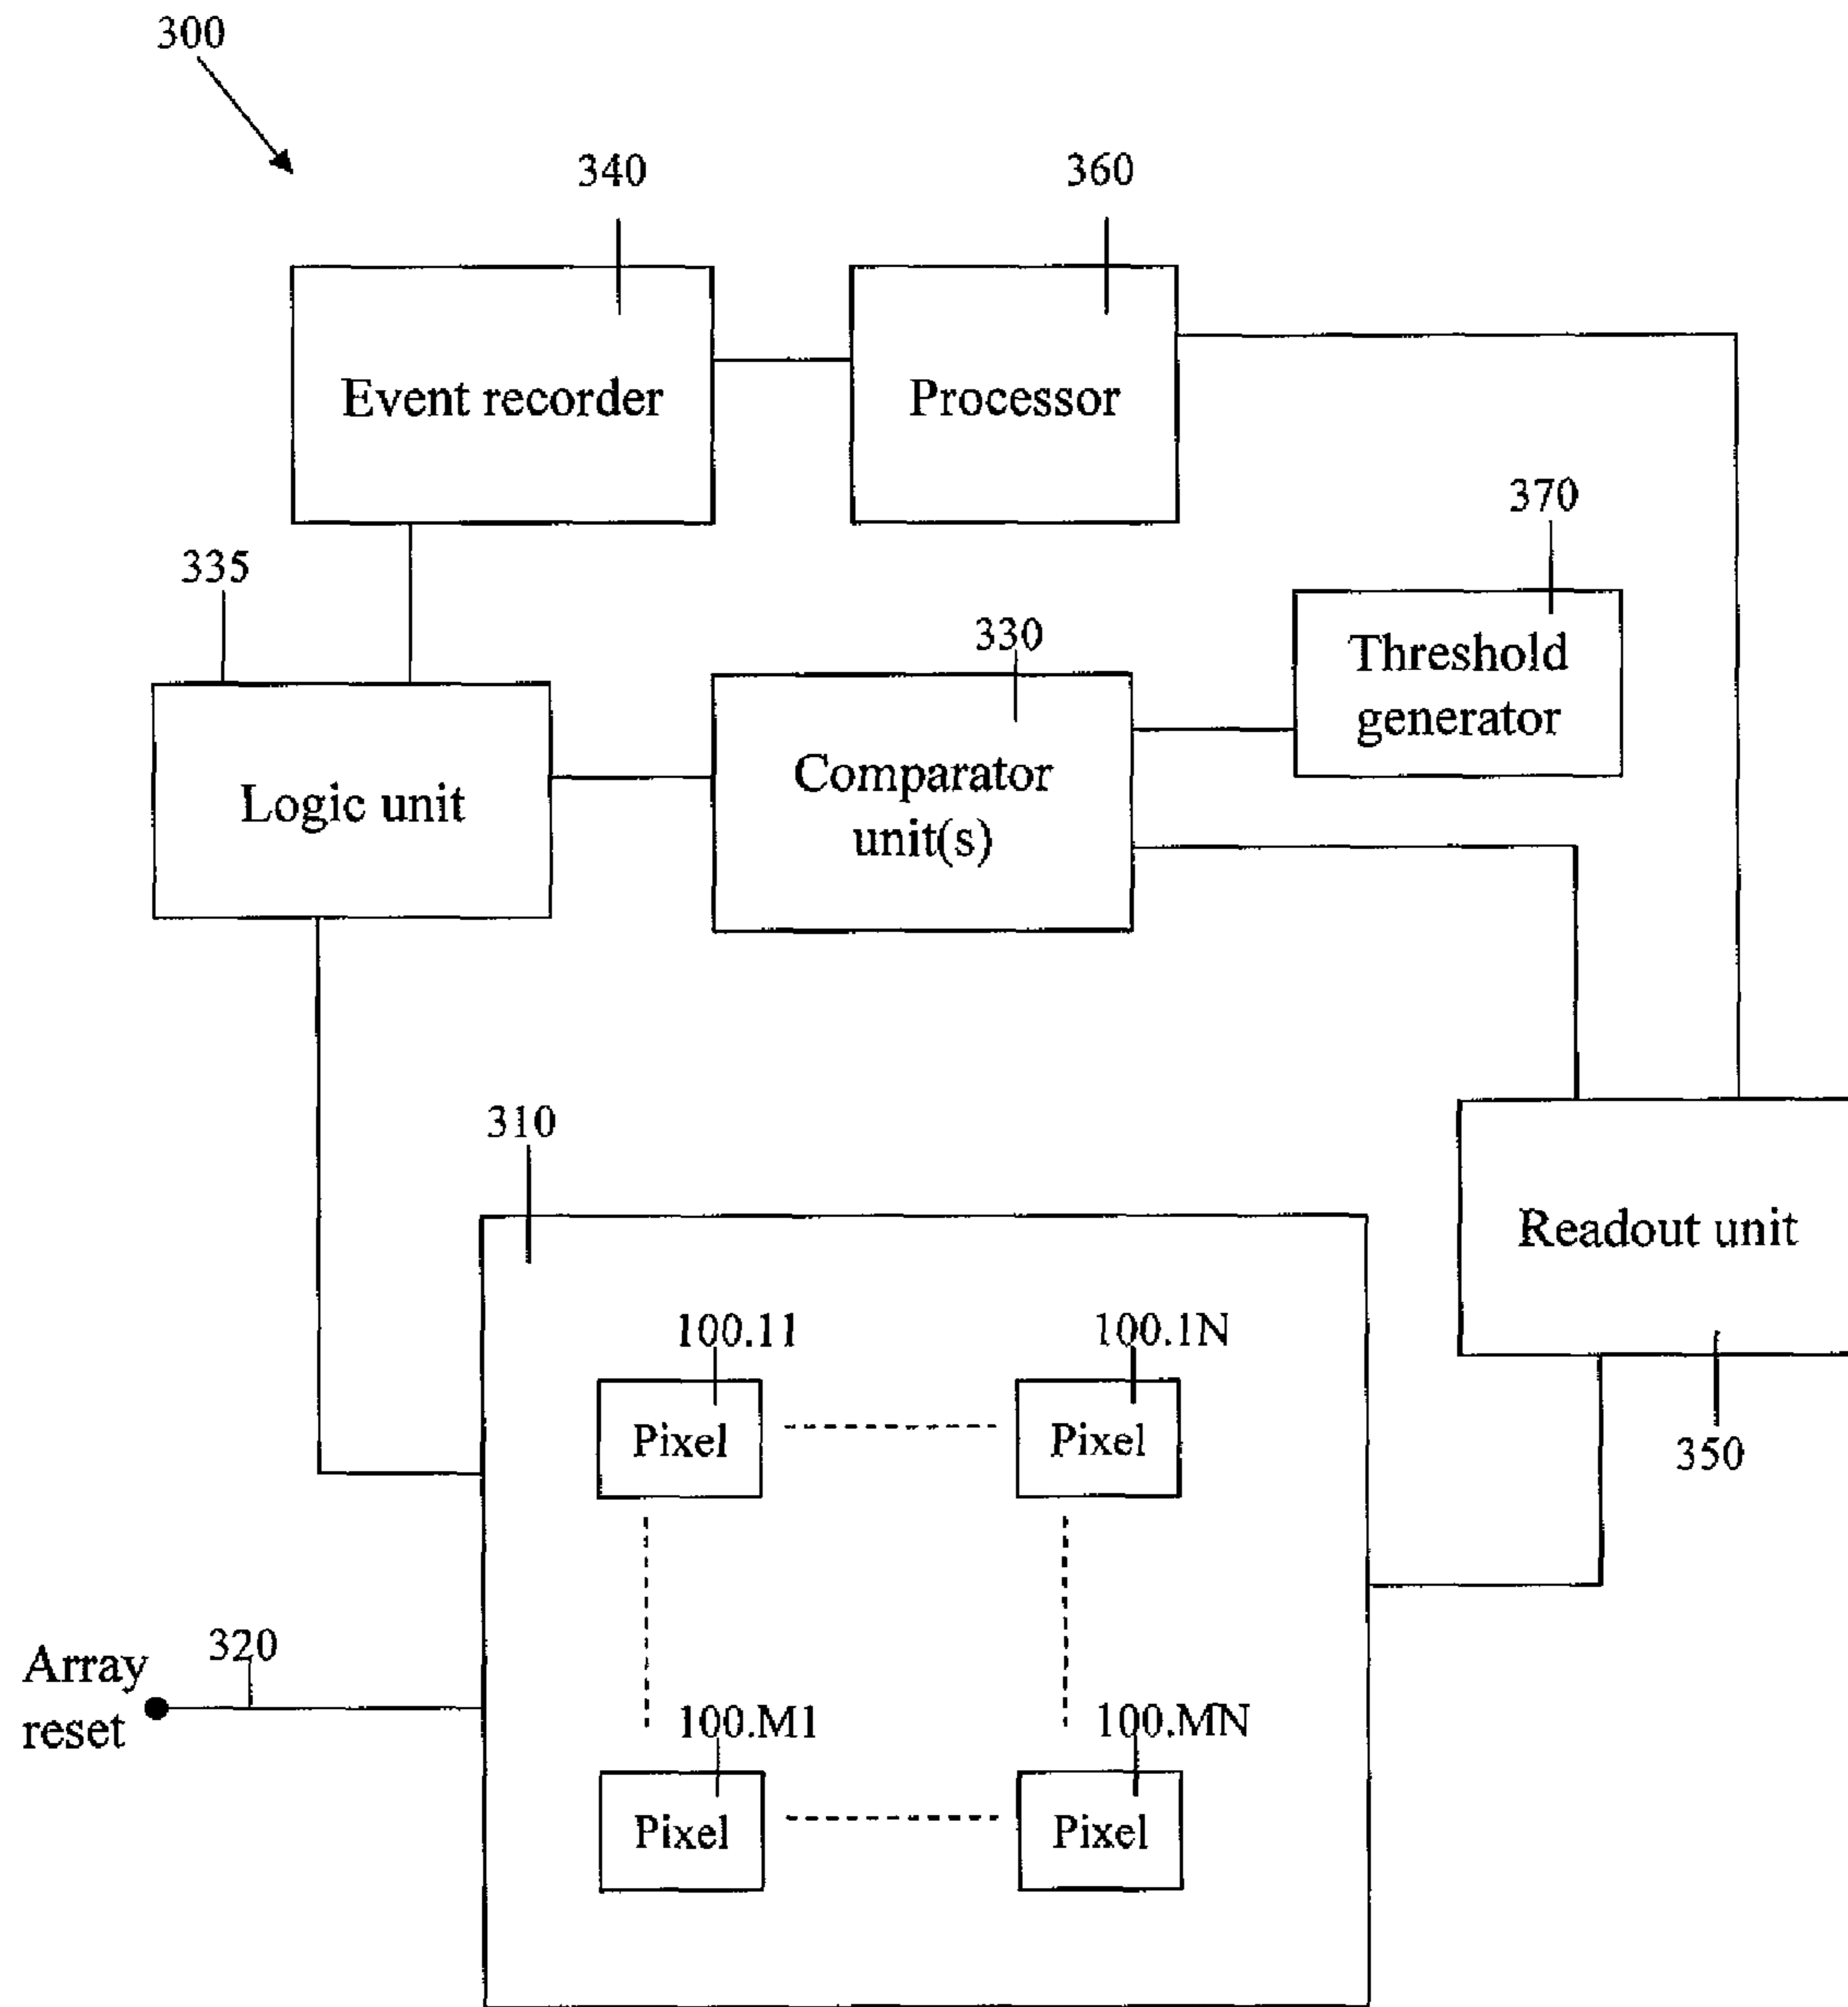 300
340
360
Event recorder
Processor
370
335
330
Threshold
generator
Logic unit
Comparator
unit(s)
310
Readout unit
100.11
100.1N
Pixel
Pixel
350
Array
reset
320
100.M1
100.MN
Pixel
Pixel